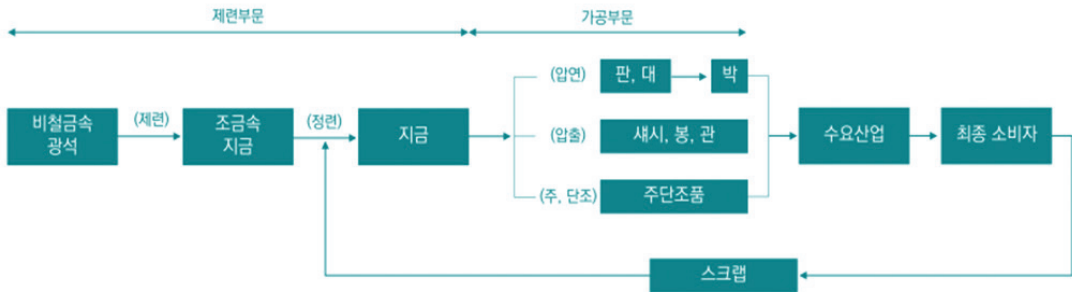 제련부문
가공부문
비철금속
광석
(제련)
조금속
지금
(정련)
지금
(압연)
판, 대
박
(압출)
섀시, 봉, 관
(주, 단조)
주단조품
수요산업
최종 소비자
스크랩